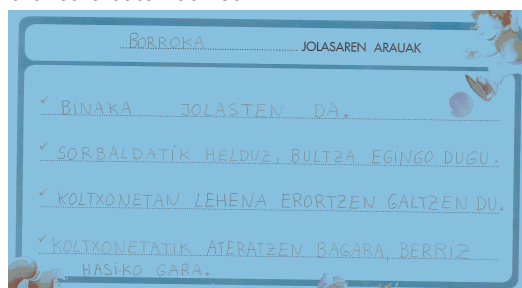 BORROKA JOLASAREN ARAUAK
✓ BINAKA JOLASTEN DA.
✓ SORBALDATIK HELDUZ, BULTZA EGINGO DUGU.
✓ KOLTXONETAN LEHENA ERORTZEN GALTZEN DU.
✓ KOLTXONETATIK ATERATZEN BAGARA, BERRIZ
HASIKO GARA.